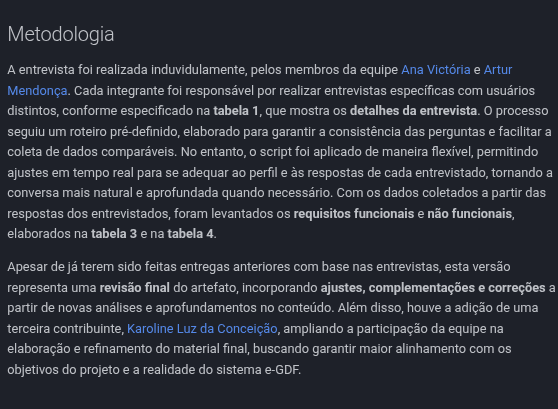 Metodologia
A entrevista foi realizada induvidulamente, pelos membros da equipe Ana Victória e Artur
Mendonça. Cada integrante foi responsável por realizar entrevistas específicas com usuários
distintos, conforme especificado na tabela 1, que mostra os detalhes da entrevista. O processo
seguiu um roteiro pré-definido, elaborado para garantir a consistência das perguntas e facilitar a
coleta de dados comparáveis. No entanto, o script foi aplicado de maneira flexível, permitindo
ajustes em tempo real para se adequar ao perfil e às respostas de cada entrevistado, tornando a
conversa mais natural e aprofundada quando necessário. Com os dados coletados a partir das
respostas dos entrevistados, foram levantados os requisitos funcionais e não funcionais,
elaborados na tabela 3 e na tabela 4.
Apesar de já terem sido feitas entregas anteriores com base nas entrevistas, esta versão
representa uma revisão final do artefato, incorporando ajustes, complementações e correções a
partir de novas análises e aprofundamentos no conteúdo. Além disso, houve a adição de uma
terceira contribuinte, Karoline Luz da Conceição, ampliando a participação da equipe na
elaboração e refinamento do material final, buscando garantir maior alinhamento com os
objetivos do projeto e a realidade do sistema e-GDF.